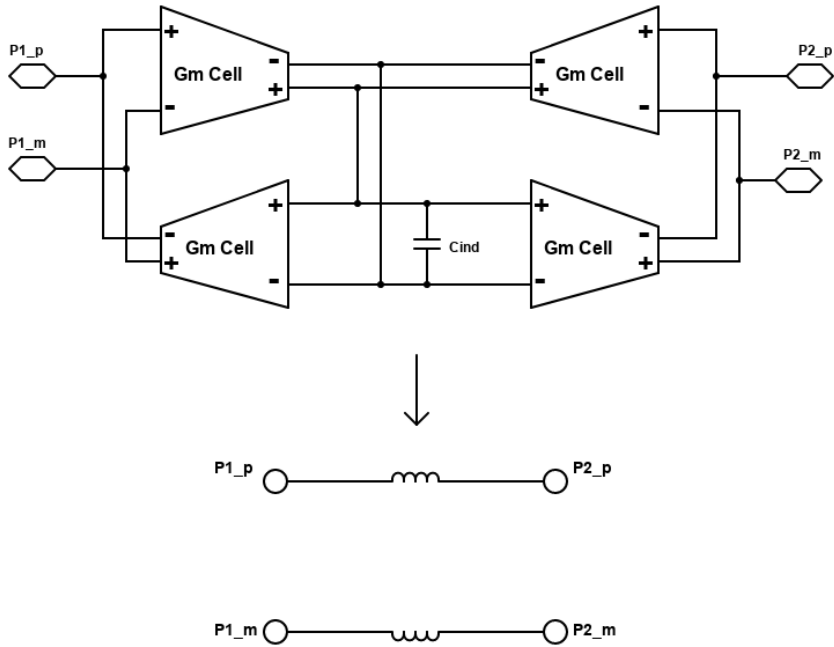 P1_p
+
-
Gm Cell
-
+
-
+
Gm Cell
+
-
P2_p
P1_m
-
+
Gm Cell
+
-
Cind
+
-
Gm Cell
-
+
P2_m
P1_p
P2_p
P1_m
P2_m